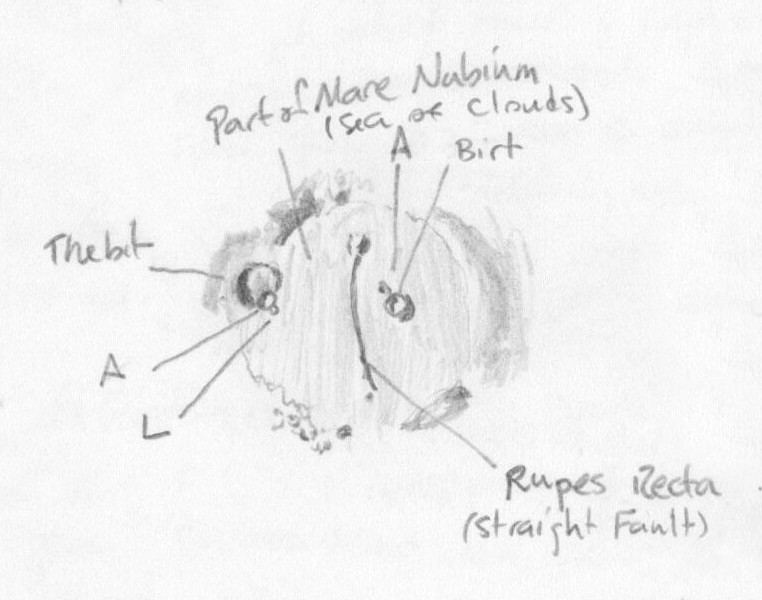 Part of Mare Nubium
(sea of clouds)
A
Birt
Thebit
A
L
Rupes Recta
(straight Fault)